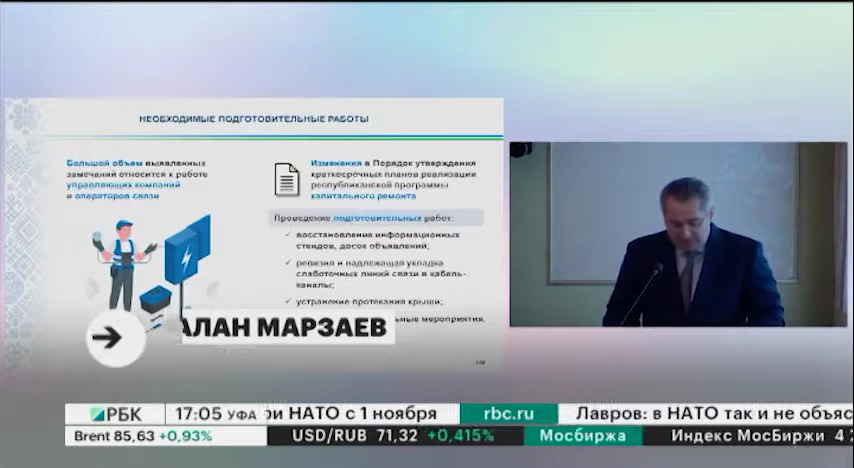 НЕОБХОДИМЫЕ ПОДГОТОВИТЕЛЬНЫЕ РАБОТЫ
Большой объем выявленных
замечаний относится к работе
управляющих компаний
и операторов связи
Изменения в Порядок утверждения
краткосрочных планов реализации
республиканской программы
капитального ремонта
Проведение подготовительных работ:
восстановление информационных
стендов, досок объявлений;
ревизия и надлежащая укладка
слаботочных линий связи в кабель-
каналы;
устранение протекания крыши;
мероприятия.
АЛАН МАРЗАЕВ
РБК 17:05 УФА ри НАТО с 1 ноября rbc.ru Лавров: в НАТО так и не объяс
Brent 85,63 +0,93% USD/RUB 71,32 +0,415% Мосбиржа Индекс МосБиржи 4